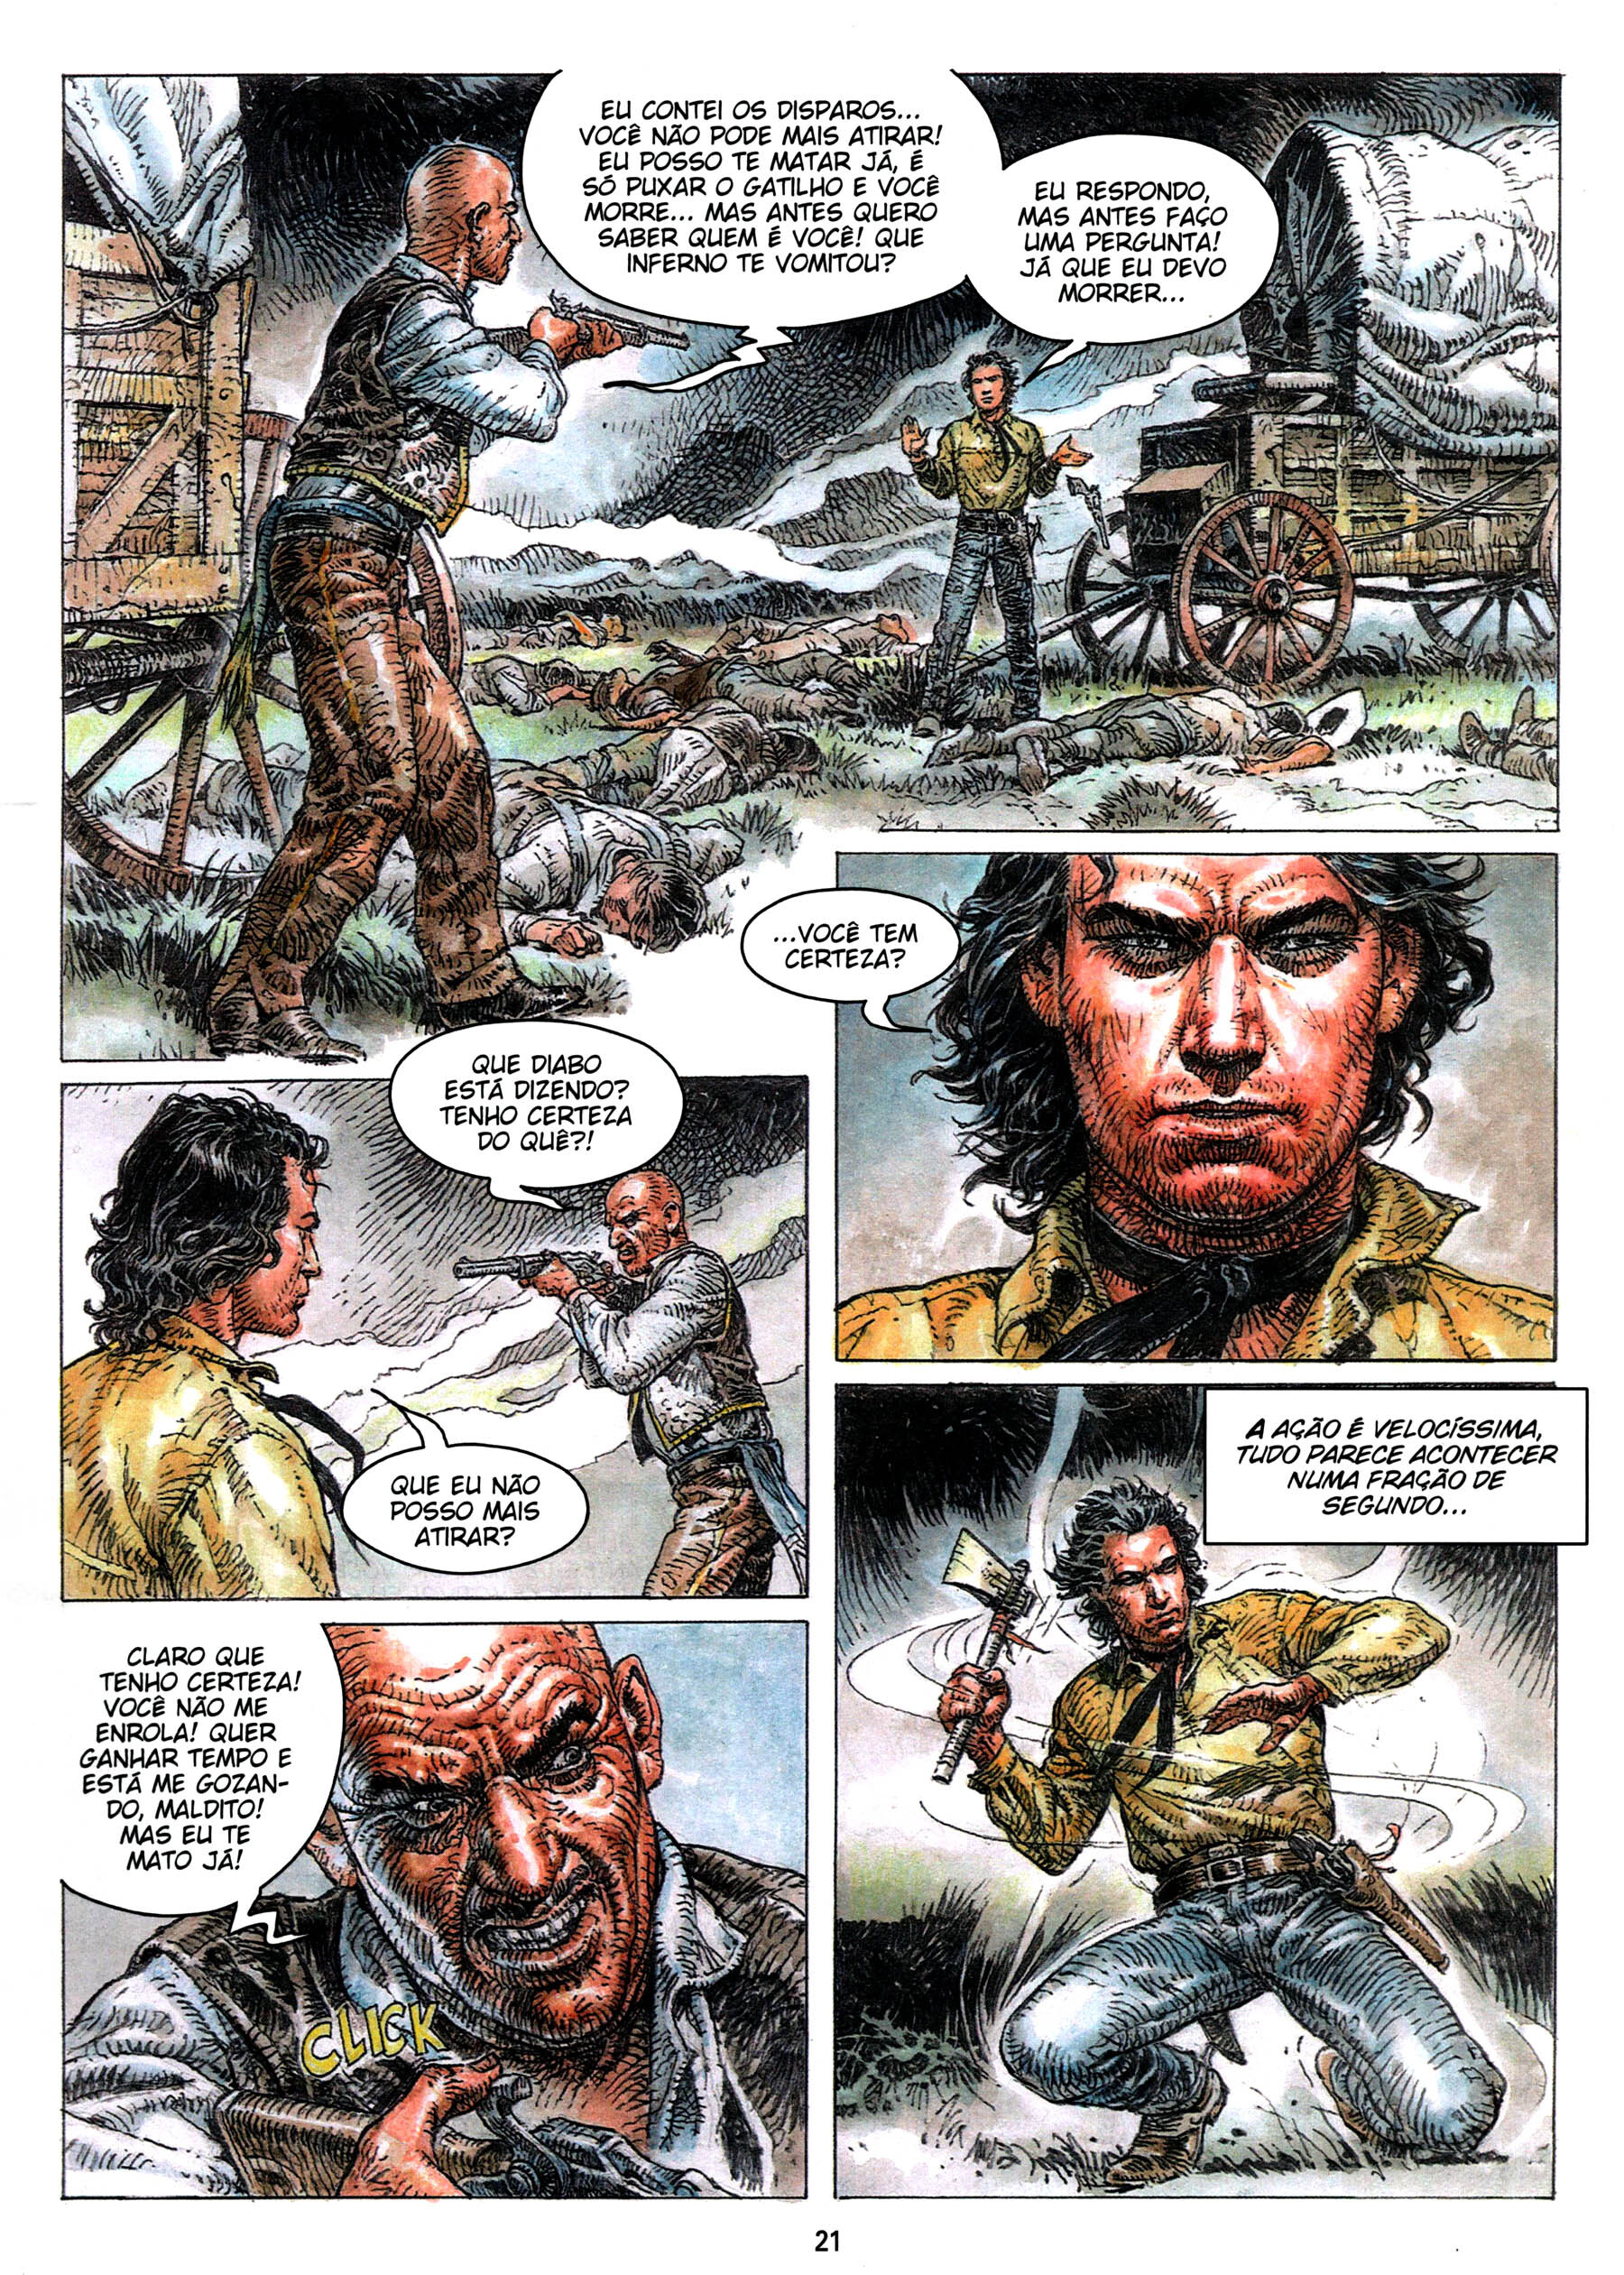 EU CONTEI OS DISPAROS...
VOCÊ NÃO PODE MAIS ATIRAR!
EU POSSO TE MATAR JÁ, É
SÓ PUXAR O GATILHO E VOCÊ
MORRE... MAS ANTES QUERO
SABER QUEM É VOCÊ! QUE
INFERNO TE VOMITOU?
EU RESPONDO,
MAS ANTES FAÇO
UMA PERGUNTA!
JÁ QUE EU DEVO
MORRER...
...VOCÊ TEM
CERTEZA?
QUE DIABO
ESTÁ DIZENDO?
TENHO CERTEZA
DO QUÊ?!
QUE EU NÃO
POSSO MAIS
ATIRAR?
CLARO QUE
TENHO CERTEZA!
VOCÊ NÃO ME
ENROLA! QUER
GANHAR TEMPO E
ESTÁ ME GOZAN-
DO, MALDITO!
MAS EU TE
MATO JÁ!
CLICK
A AÇÃO É VELOCÍSSIMA,
TUDO PARECE ACONTECER
NUMA FRAÇÃO DE
SEGUNDO...
21